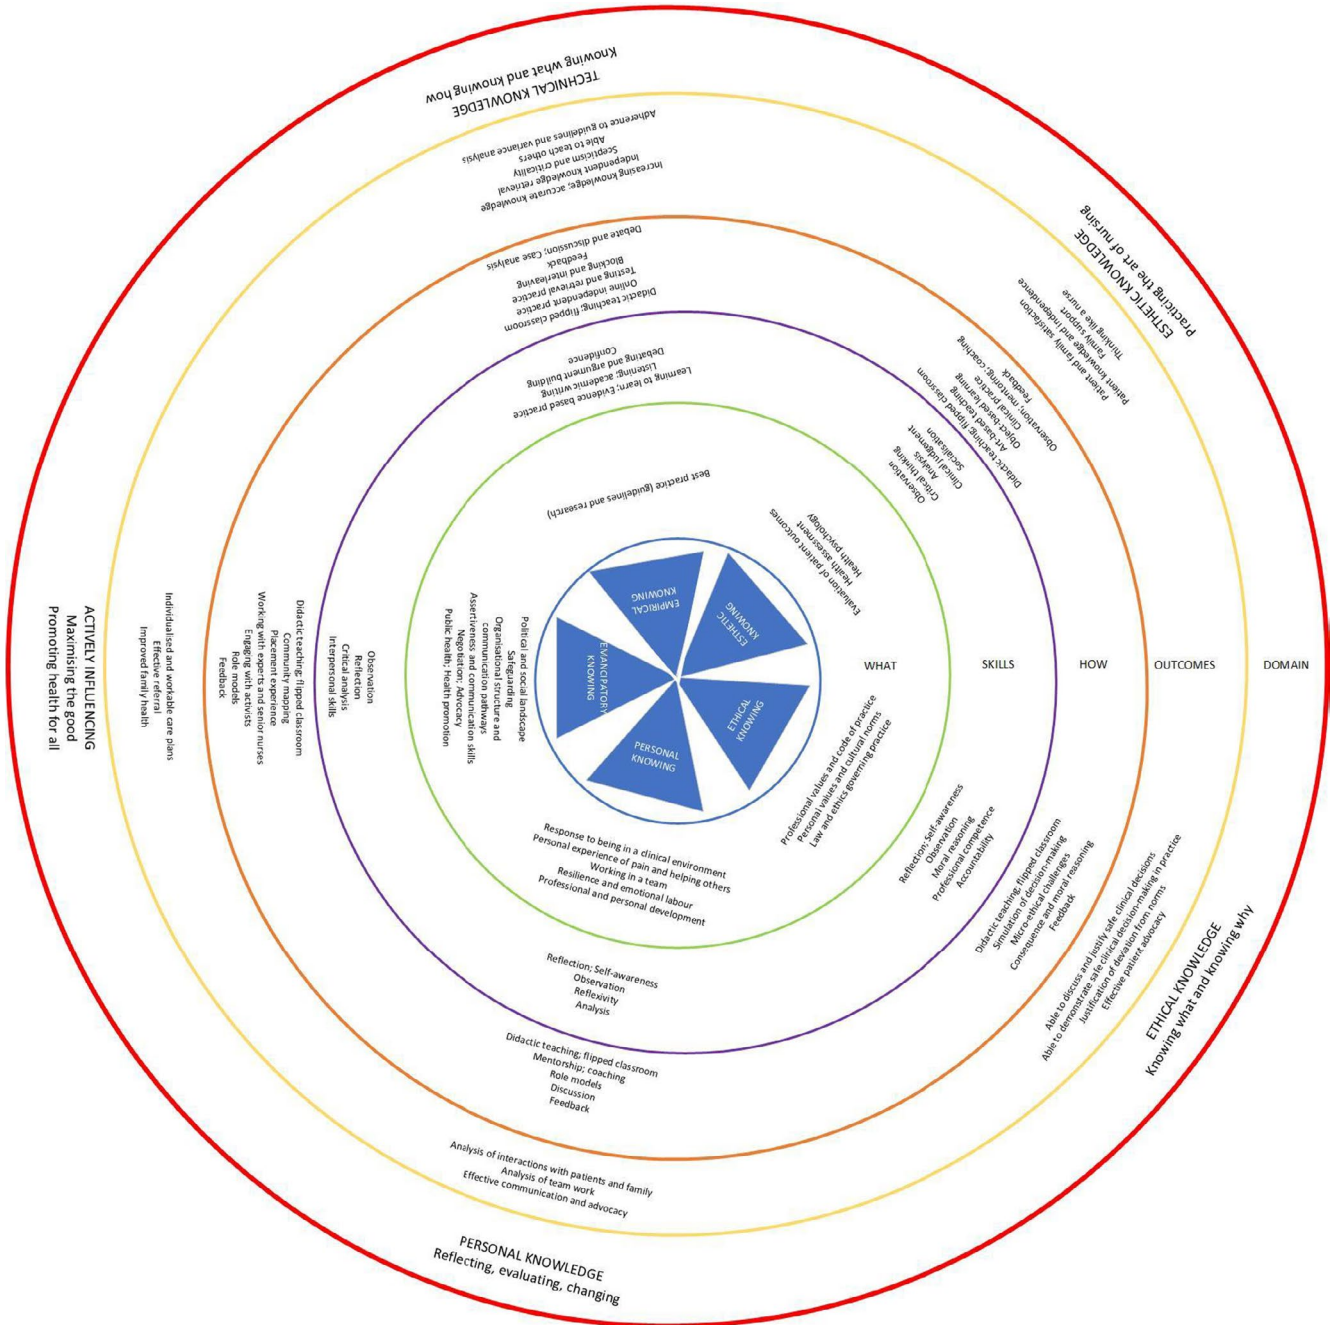 Knowing what and knowing how
TECHNICAL KNOWLEDGE
Adherence to guidelines and variance analysis
Able to teach others
Scepticism and criticality
Independent knowledge retrieval
Increasing knowledge; accurate knowledge
Debate and discussion; Case analysis
Feedback
Blocking and interleaving
Testing and retrieval practice
Online independent practice
Didactic teaching; flipped classroom
Confidence
Debating and argument building
Listening; academic writing
Learning to learn; Evidence based practice
Best practice (guidelines and research)
EMPIRICAL
KNOWING
Practicing the art of nursing
ESTHETIC KNOWLEDGE
Thinking like a nurse
Family support
Patient knowledge and independence
Patient and family satisfaction
Feedback
Observation; mentoring; coaching
Clinical practice
Object-based learning
Art-based teaching
Didactic teaching; flipped classroom
Socialisation
Clinical judgement
Analysis
Critical thinking
Observation
Health psychology
Health assessment
Evaluation of patient outcomes
ESTHETIC
KNOWING
WHAT
SKILLS
HOW
OUTCOMES
DOMAIN
ETHICAL
KNOWING
Professional values and code of practice
Personal values and cultural norms
Law and ethics governing practice
Reflection; Self-awareness
Observation
Moral reasoning
Professional competence
Accountability
Didactic teaching; flipped classroom
Simulation of decision-making
Micro-ethical challenges
Consequence and moral reasoning
Feedback
Able to discuss and justify safe clinical decisions
Able to demonstrate safe clinical decision-making in practice
Justification of deviation from norms
Effective patient advocacy
ETHICAL KNOWLEDGE
Knowing what and knowing why
PERSONAL
KNOWING
Response to being in a clinical environment
Personal experience of pain and helping others
Working in a team
Resilience and emotional labour
Professional and personal development
Reflection; Self-awareness
Observation
Reflexivity
Analysis
Didactic teaching; flipped classroom
Mentorship; coaching
Role models
Discussion
Feedback
Analysis of interactions with patients and family
Analysis of team work
Effective communication and advocacy
PERSONAL KNOWLEDGE
Reflecting, evaluating, changing
EMANCIPATORY
KNOWING
Political and social landscape
Safeguarding
Organisational structure and
communication pathways
Assertiveness and communication skills
Negotiation; Advocacy
Public health; Health promotion
Observation
Reflection
Critical analysis
Interpersonal skills
Didactic teaching; flipped classroom
Community mapping
Placement experience
Working with experts and senior nurses
Engaging with activists
Role models
Feedback
Individualised and workable care plans
Effective referral
Improved family health
ACTIVELY INFLUENCING
Maximising the good
Promoting health for all